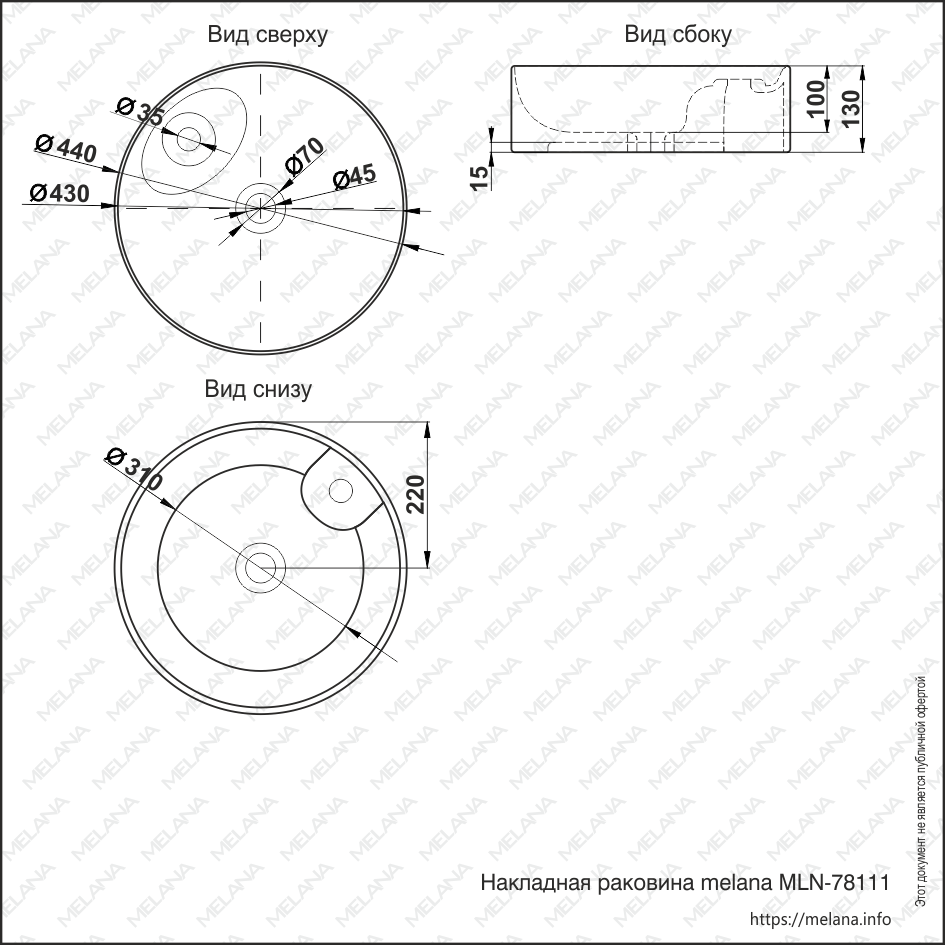 Вид сверху
Вид сбоку
Ø35
Ø440
Ø430
Ø70
Ø45
100
130
15
Вид снизу
Ø310
220
Этот документ не является публичной офертой
Накладная раковина melana MLN-78111
https://melana.info
MELANA